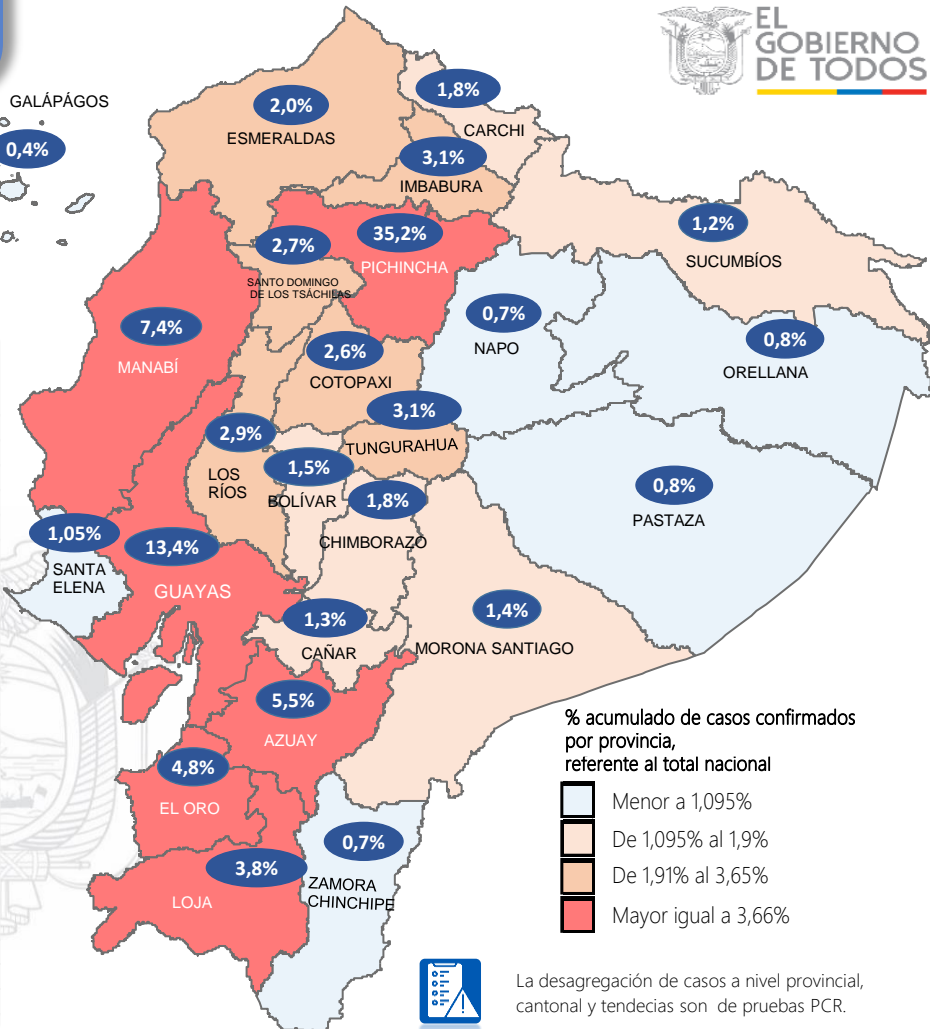 EL
GOBIERNO
DE TODOS
GALÁPÁGOS
0,4%
2,0%
ESMERALDAS
1,8%
CARCHI
3,1%
IMBABURA
1,2%
SUCUMBÍOS
2,7%
SANTO DOMINGO
DE LOS TSÁCHILAS
35,2%
PICHINCHA
7,4%
MANABÍ
0,7%
NAPO
0,8%
ORELLANA
2,6%
COTOPAXI
3,1%
TUNGURAHUA
2,9%
LOS
RÍOS
1,5%
BOLÍVAR
1,8%
CHIMBORAZO
0,8%
PASTAZA
1,05%
SANTA
ELENA
13,4%
GUAYAS
1,3%
CAÑAR
1,4%
MORONA SANTIAGO
5,5%
AZUAY
4,8%
EL ORO
3,8%
LOJA
0,7%
ZAMORA
CHINCHIPE
% acumulado de casos confirmados
por provincia,
referente al total nacional
Menor a 1,095%
De 1,095% al 1,9%
De 1,91% al 3,65%
Mayor igual a 3,66%
La desagregación de casos a nivel provincial,
cantonal y tendecias son de pruebas PCR.